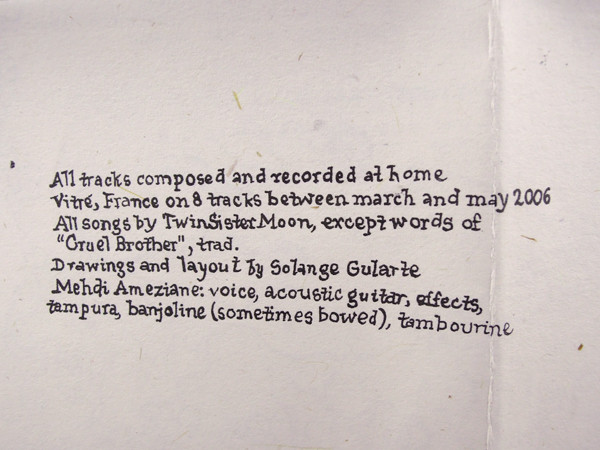 All tracks composed and recorded at home
Vitré, France on 8 tracks between march and may 2006
All songs by TwinSisterMoon, except words of
"Cruel Brother", trad.
Drawings and layout by Solange Gularte
Mehdi Ameziane: voice, acoustic guitar, effects,
tampura, banjoline (sometimes bowed), tambourine